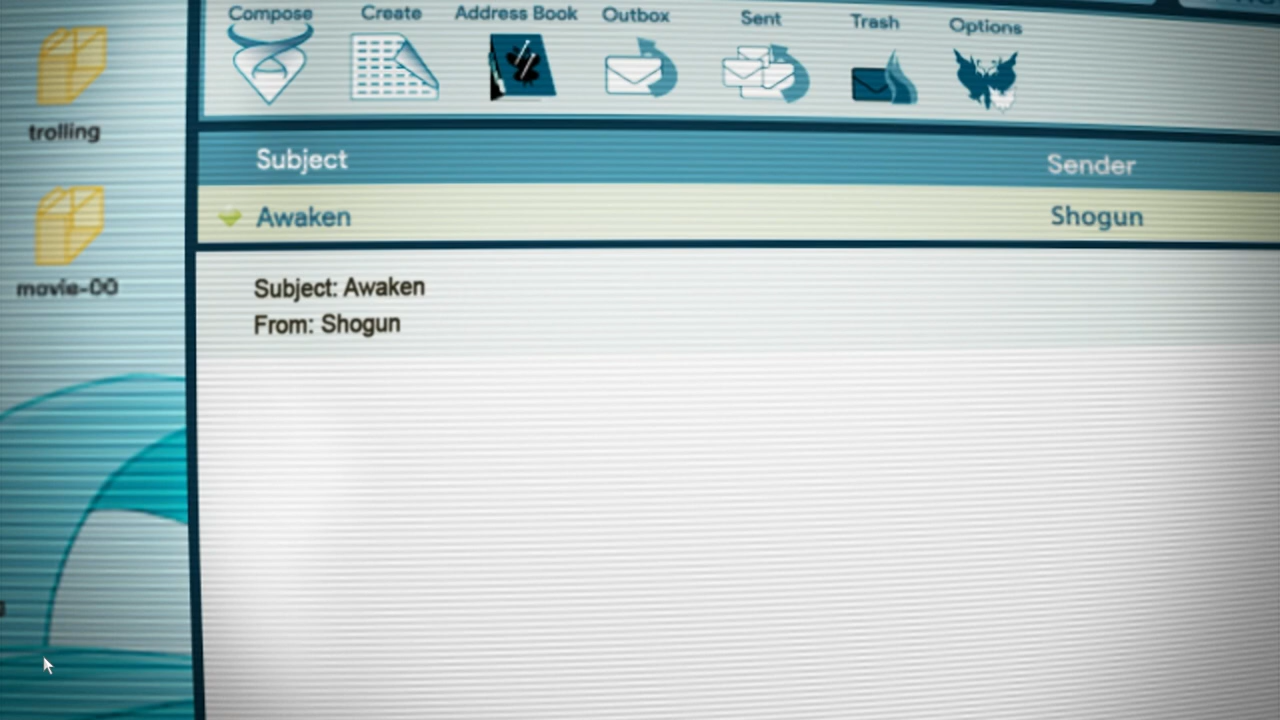 Compose Create Address Book Outbox Sent Trash Options
trolling
Subject Sender
Awaken Shogun
movie-00
Subject: Awaken
From: Shogun